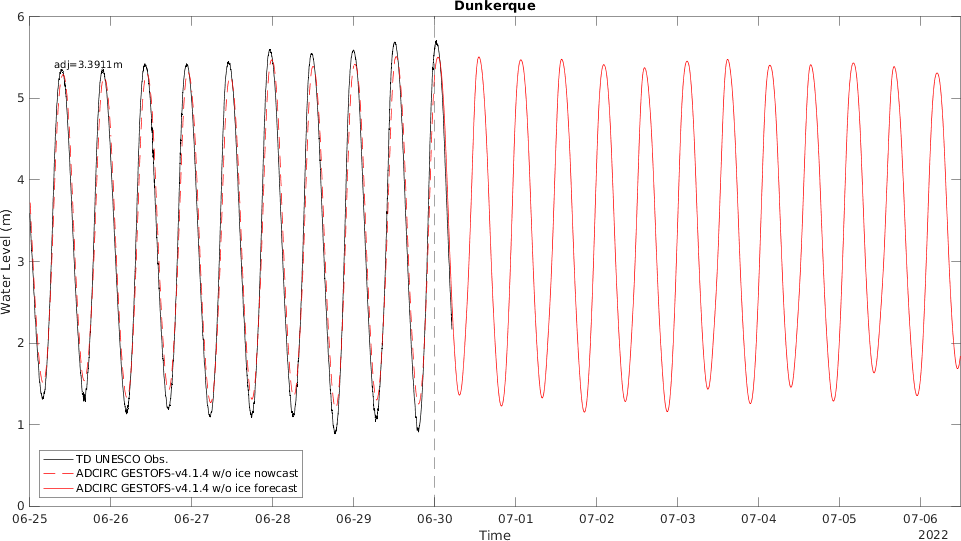 Dunkerque
6
adj=3.3911m
5
4
3
2
1
0
Water Level (m)
TD UNESCO Obs.
ADCIRC GESTOFS-v4.1.4 w/o ice nowcast
ADCIRC GESTOFS-v4.1.4 w/o ice forecast
06-25 06-26 06-27 06-28 06-29 06-30 07-01 07-02 07-03 07-04 07-05 07-06
Time
2022